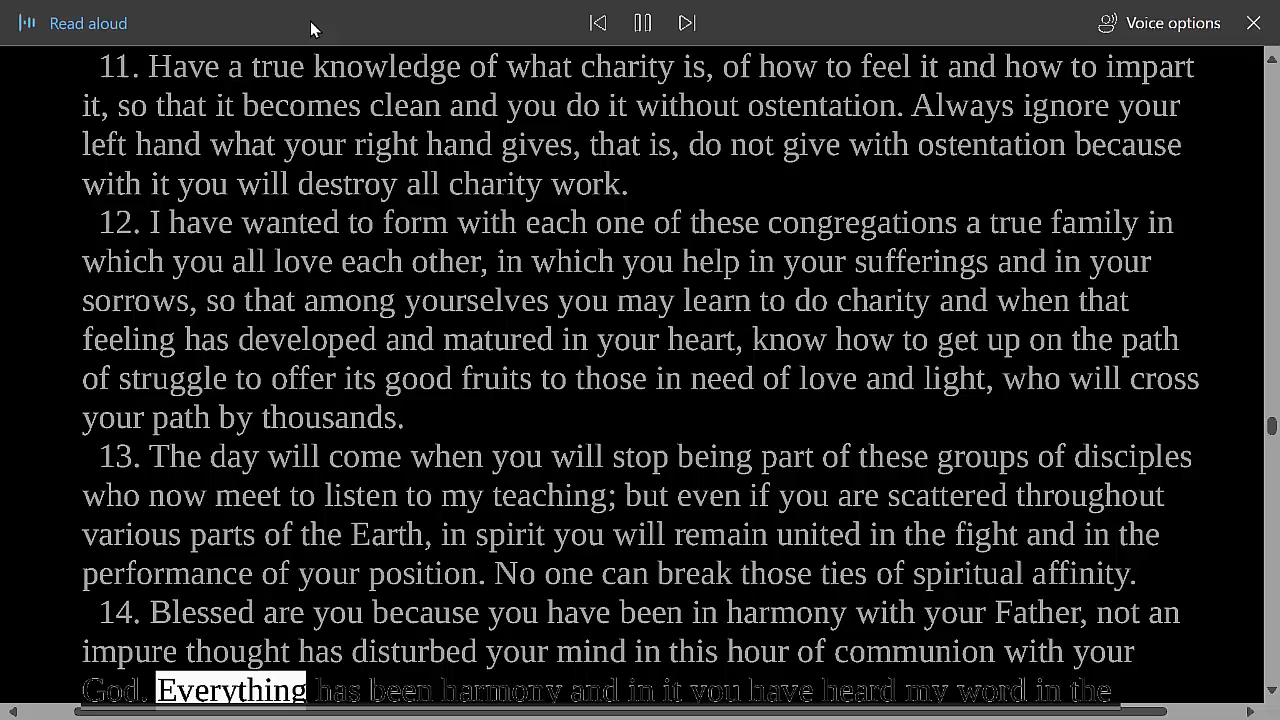 Read aloud
Voice options
11. Have a true knowledge of what charity is, of how to feel it and how to impart
it, so that it becomes clean and you do it without ostentation. Always ignore your
left hand what your right hand gives, that is, do not give with ostentation because
with it you will destroy all charity work.
12. I have wanted to form with each one of these congregations a true family in
which you all love each other, in which you help in your sufferings and in your
sorrows, so that among yourselves you may learn to do charity and when that
feeling has developed and matured in your heart, know how to get up on the path
of struggle to offer its good fruits to those in need of love and light, who will cross
your path by thousands.
13. The day will come when you will stop being part of these groups of disciples
who now meet to listen to my teaching; but even if you are scattered throughout
various parts of the Earth, in spirit you will remain united in the fight and in the
performance of your position. No one can break those ties of spiritual affinity.
14. Blessed are you because you have been in harmony with your Father, not an
impure thought has disturbed your mind in this hour of communion with your
God. Everything has been harmony and in it you have heard my word in the